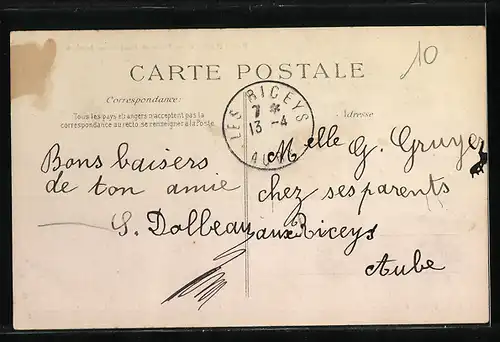 10
CARTE POSTALE
Correspondance:
Adresse
Tous les pays étrangers n'acceptent pas la
correspondance au recto, se renseigner à la Poste
LES RICEYS
7 *
13 -4
AUBE
Bons baisers
de ton amie
S. Dolbeau
Melle G. Gruyer
chez ses parents
aux Riceys
Aube